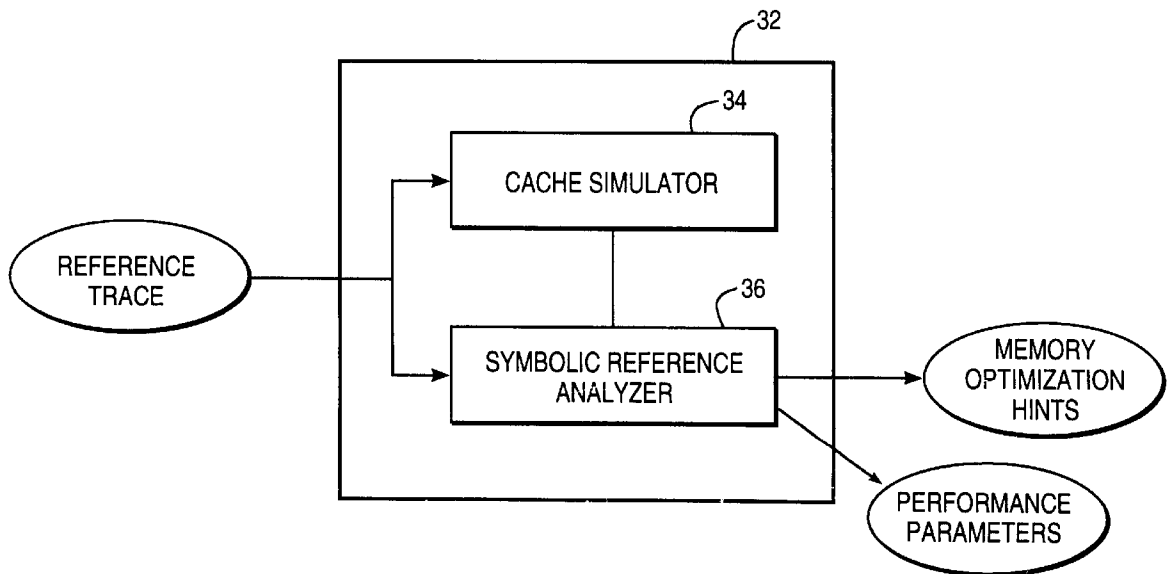 32
34
CACHE SIMULATOR
REFERENCE
TRACE
36
SYMBOLIC REFERENCE
ANALYZER
MEMORY
OPTIMIZATION
HINTS
PERFORMANCE
PARAMETERS